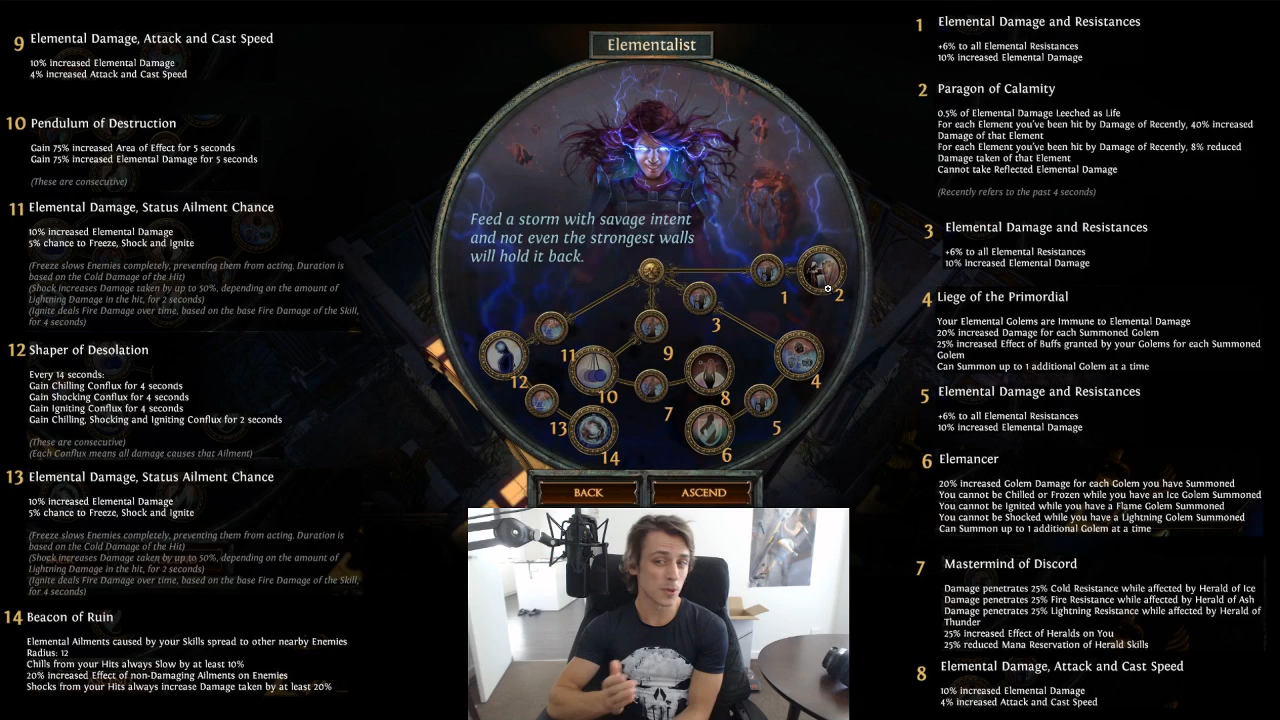 9 Elemental Damage, Attack and Cast Speed
10% increased Elemental Damage
4% increased Attack and Cast Speed
10 Pendulum of Destruction
Gain 75% increased Area of Effect for 5 seconds
Gain 75% increased Elemental Damage for 5 seconds
(These are consecutive)
11 Elemental Damage, Status Ailment Chance
10% increased Elemental Damage
5% chance to Freeze, Shock and Ignite
(Freeze slows Enemies completely, preventing them from acting. Duration is
based on the Cold Damage of the Hit)
(Shock increases Damage taken by up to 50%, depending on the amount of
Lightning Damage in the hit, for 2 seconds)
(Ignite deals Fire Damage over time, based on the base Fire Damage of the Skill,
for 4 seconds)
12 Shaper of Desolation
Every 14 seconds:
Gain Chilling Conflux for 4 seconds
Gain Shocking Conflux for 4 seconds
Gain Igniting Conflux for 4 seconds
Gain Chilling, Shocking and Igniting Conflux for 2 seconds
(These are consecutive)
(Each Conflux means all damage causes that Ailment)
13 Elemental Damage, Status Ailment Chance
10% increased Elemental Damage
5% chance to Freeze, Shock and Ignite
(Freeze slows Enemies completely, preventing them from acting. Duration is
based on the Cold Damage of the Hit)
(Shock increases Damage taken by up to 50%, depending on the amount of
Lightning Damage in the hit, for 2 seconds)
(Ignite deals Fire Damage over time, based on the base Fire Damage of the Skill,
for 4 seconds)
14 Beacon of Ruin
Elemental Ailments caused by your Skills spread to other nearby Enemies
Radius: 12
Chills from your Hits always Slow by at least 10%
20% increased Effect of non-Damaging Ailments on Enemies
Shocks from your Hits always increase Damage taken by at least 20%
Elementalist
Feed a storm with savage intent
and not even the strongest walls
will hold it back.
1
2
3
11
9
12
10
8
4
7
13
5
14
6
BACK
ASCEND
1 Elemental Damage and Resistances
+6% to all Elemental Resistances
10% increased Elemental Damage
2 Paragon of Calamity
0.5% of Elemental Damage Leeched as Life
For each Element you've been hit by Damage of Recently, 40% increased
Damage of that Element
For each Element you've been hit by Damage of Recently, 8% reduced
Damage taken of that Element
Cannot take Reflected Elemental Damage
(Recently refers to the past 4 seconds)
3 Elemental Damage and Resistances
+6% to all Elemental Resistances
10% increased Elemental Damage
4 Liege of the Primordial
Your Elemental Golems are Immune to Elemental Damage
20% increased Damage for each Summoned Golem
25% increased Effect of Buffs granted by your Golems for each Summoned
Golem
Can Summon up to 1 additional Golem at a time
5 Elemental Damage and Resistances
+6% to all Elemental Resistances
10% increased Elemental Damage
6 Elemancer
20% increased Golem Damage for each Golem you have Summoned
You cannot be Chilled or Frozen while you have an Ice Golem Summoned
You cannot be Ignited while you have a Flame Golem Summoned
You cannot be Shocked while you have a Lightning Golem Summoned
Can Summon up to 1 additional Golem at a time
7 Mastermind of Discord
Damage penetrates 25% Cold Resistance while affected by Herald of Ice
Damage penetrates 25% Fire Resistance while affected by Herald of Ash
Damage penetrates 25% Lightning Resistance while affected by Herald of
Thunder
25% increased Effect of Heralds on You
25% reduced Mana Reservation of Herald Skills
8 Elemental Damage, Attack and Cast Speed
10% increased Elemental Damage
4% increased Attack and Cast Speed